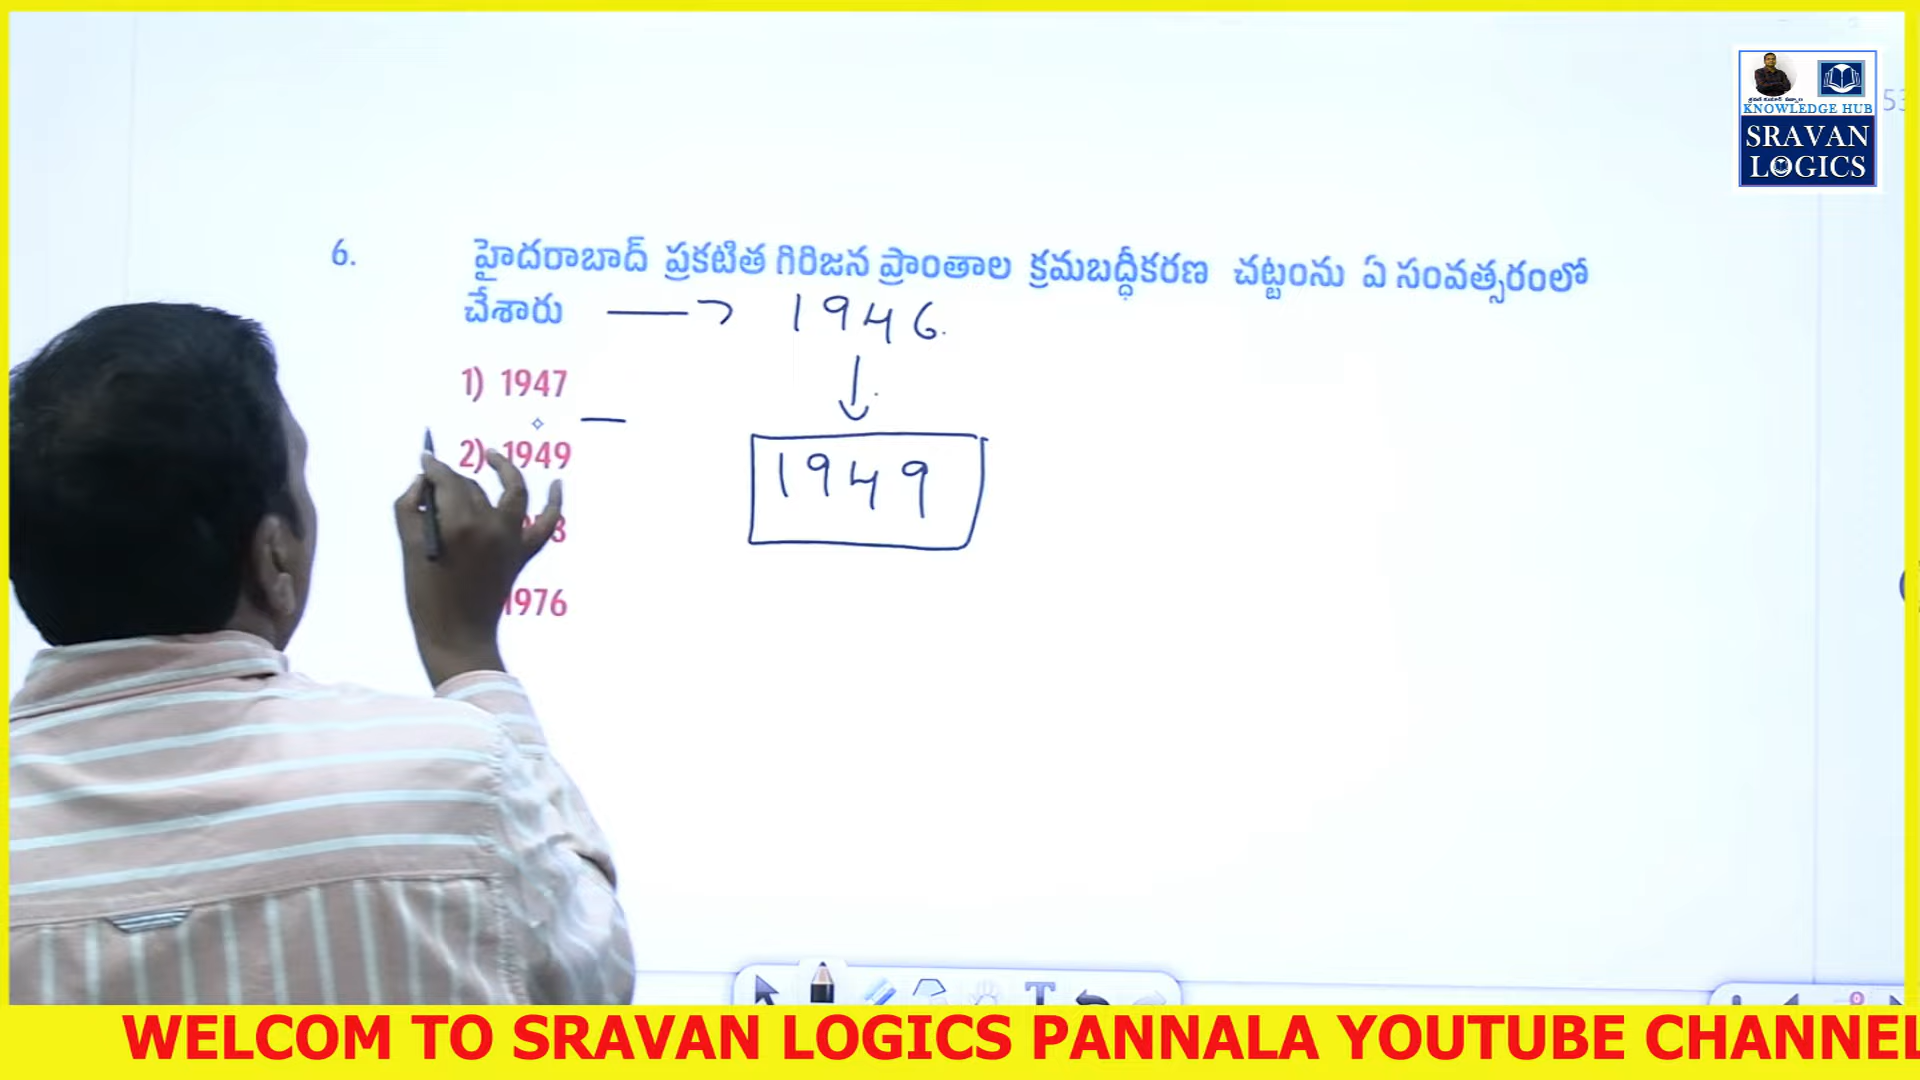 KNOWLEDGE HUB
SRAVAN
LOGICS
6. హైదరాబాద్ ప్రకటిత గిరిజన ప్రాంతాల క్రమబద్ధీకరణ చట్టంను ఏ సంవత్సరంలో
చేశారు 1946.
1) 1947
2) 1949
1949
1976
WELCOM TO SRAVAN LOGICS PANNALA YOUTUBE CHANNEL